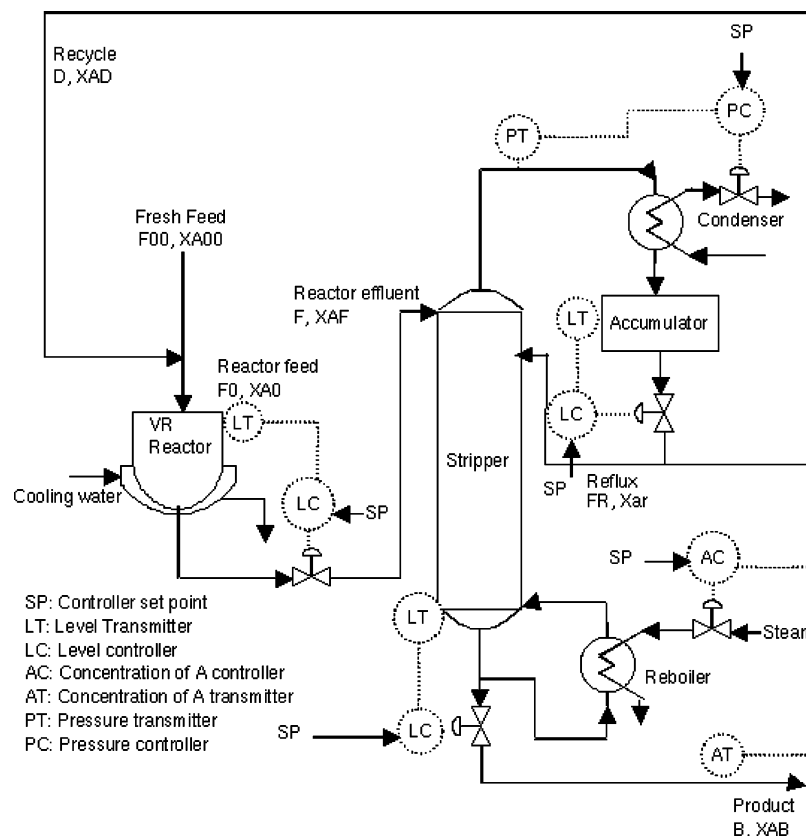 SP
Recycle
D, XAD
PT
PC
Fresh Feed
F00, XA00
Condenser
Reactor effluent
F, XAF
LT
Accumulator
Reactor feed
F0, XA0
LT
VR
Reactor
LC
Stripper
Cooling water
LC
SP
SP
Reflux
FR, Xar
SP
AC
SP: Controller set point
LT: Level Transmitter
LC: Level controller
AC: Concentration of A controller
AT: Concentration of A transmitter
PT: Pressure transmitter
PC: Pressure controller
LT
Steam
Reboiler
SP
LC
AT
Product
B, XAB